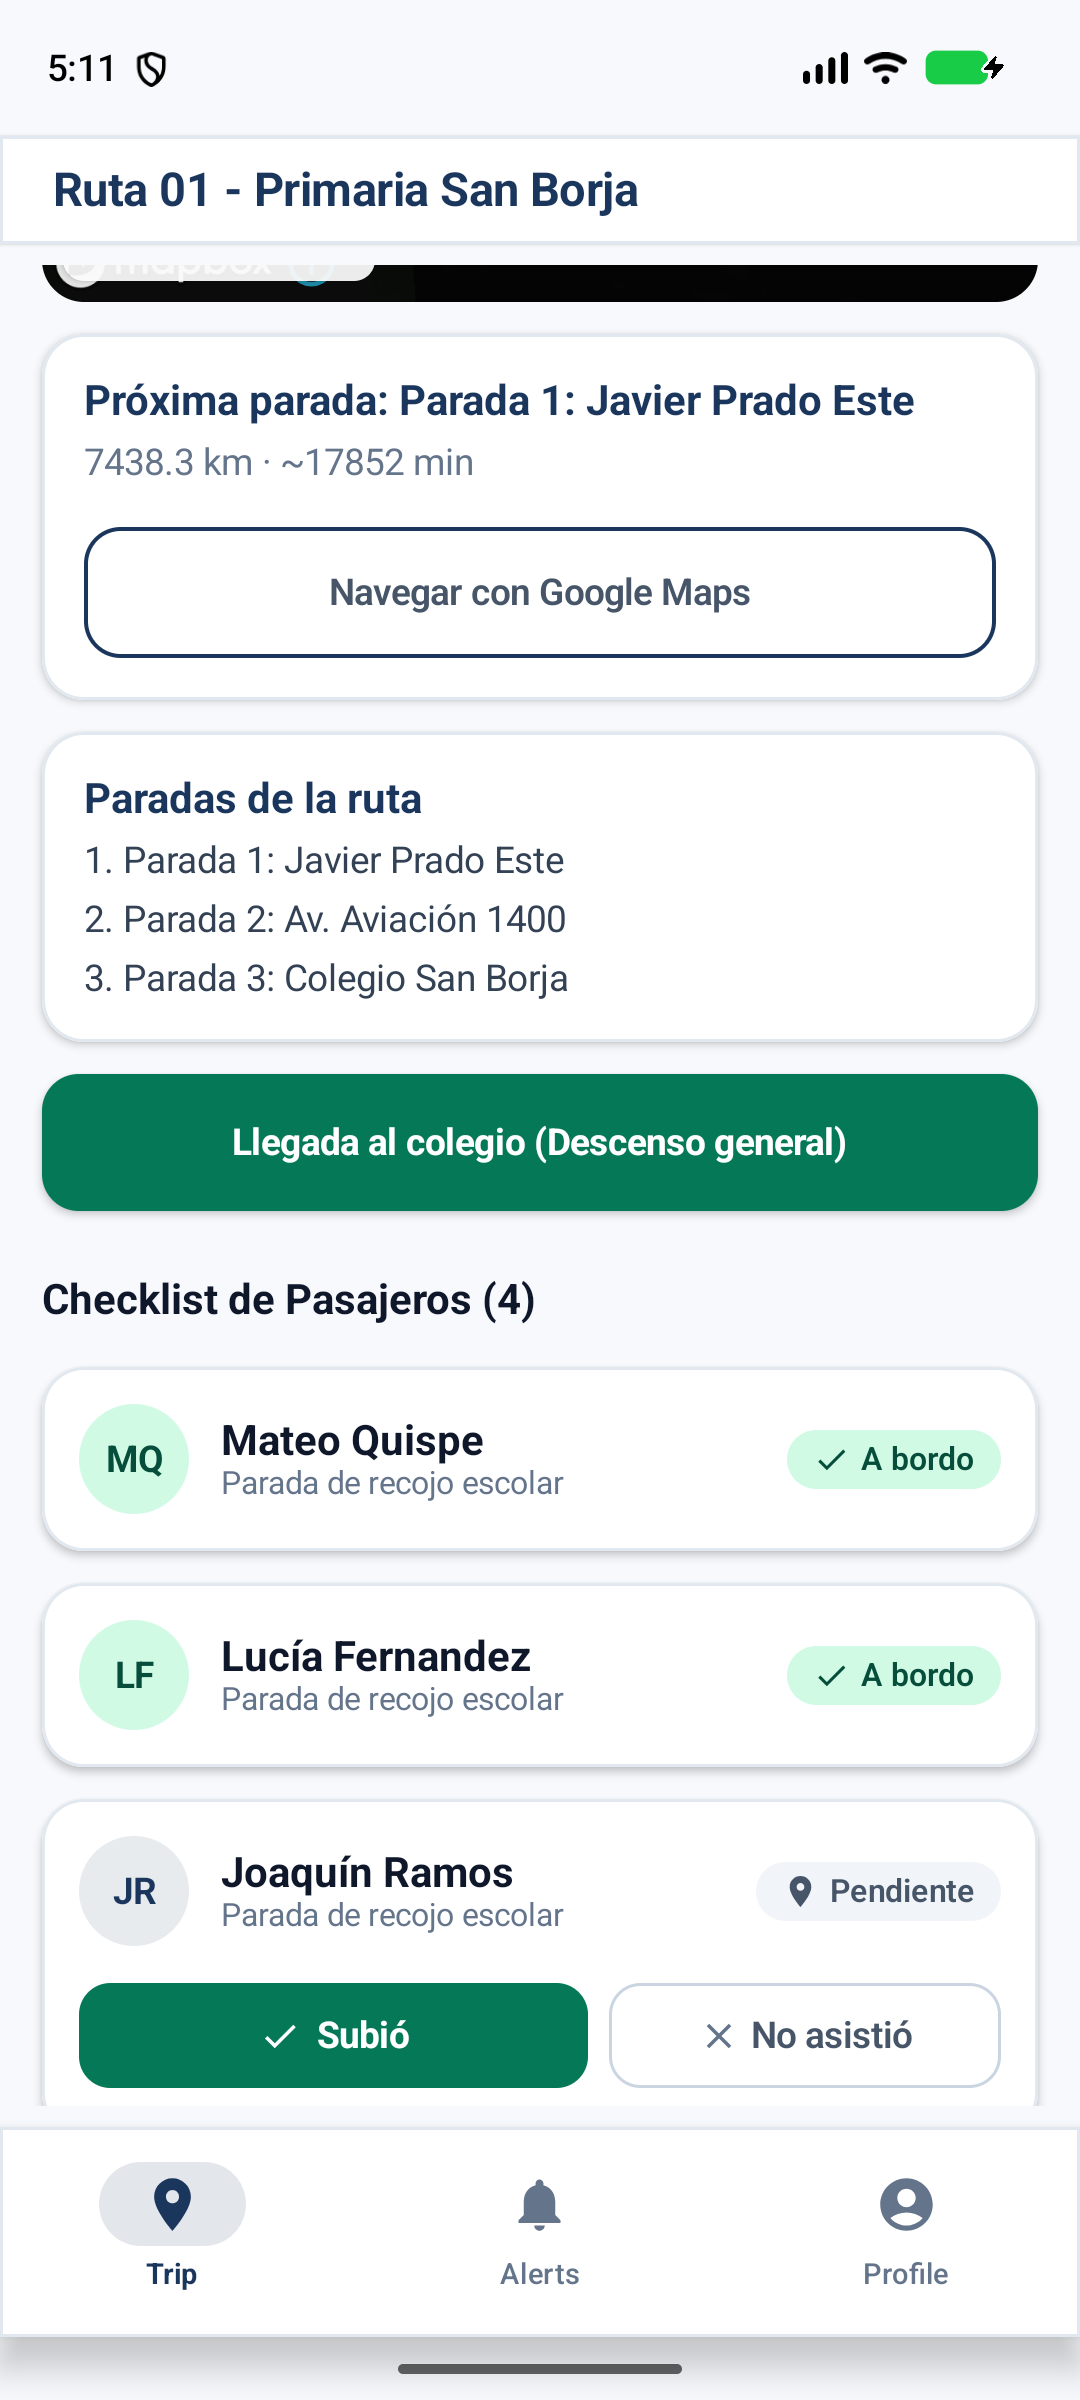 5:11
Ruta 01 - Primaria San Borja
mapbox
Próxima parada: Parada 1: Javier Prado Este
7438.3 km · ~17852 min
Navegar con Google Maps
Paradas de la ruta
1. Parada 1: Javier Prado Este
2. Parada 2: Av. Aviación 1400
3. Parada 3: Colegio San Borja
Llegada al colegio (Descenso general)
Checklist de Pasajeros (4)
MQ
Mateo Quispe
Parada de recojo escolar
A bordo
LF
Lucía Fernandez
Parada de recojo escolar
A bordo
JR
Joaquín Ramos
Parada de recojo escolar
Pendiente
Subió
No asistió
Trip
Alerts
Profile